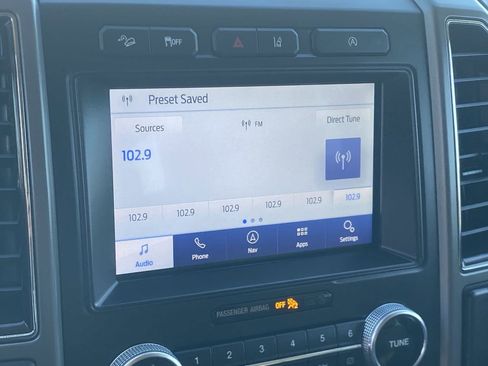 OFF
A
Preset Saved
Sources
FM
Direct Tune
102.9
102.9 102.9 102.9 102.9 102.9 102.9
Audio Phone Nav Apps Settings
PASSENGER AIRBAG OFF
1 2 3 4 5 6
TUNE